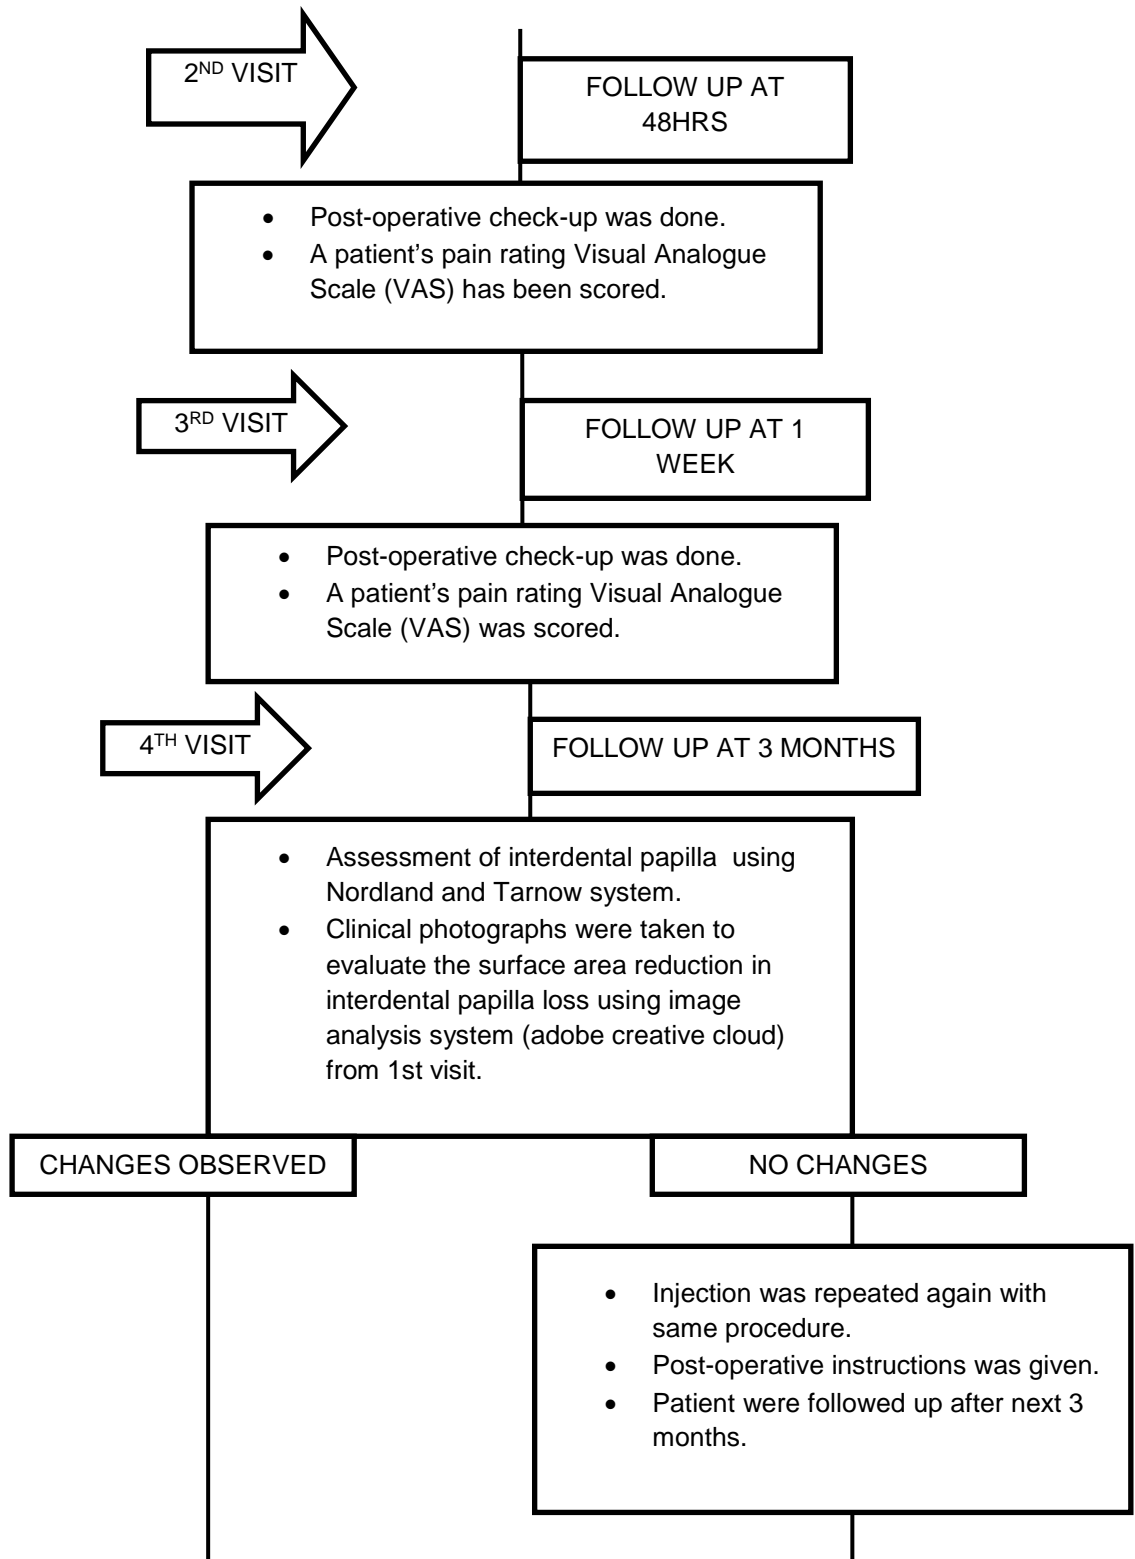 2ND VISIT
FOLLOW UP AT
48HRS
• Post-operative check-up was done.
• A patient’s pain rating Visual Analogue
Scale (VAS) has been scored.
3RD VISIT
FOLLOW UP AT 1
WEEK
• Post-operative check-up was done.
• A patient’s pain rating Visual Analogue
Scale (VAS) was scored.
4TH VISIT
FOLLOW UP AT 3 MONTHS
• Assessment of interdental papilla using
Nordland and Tarnow system.
• Clinical photographs were taken to
evaluate the surface area reduction in
interdental papilla loss using image
analysis system (adobe creative cloud)
from 1st visit.
CHANGES OBSERVED
NO CHANGES
• Injection was repeated again with
same procedure.
• Post-operative instructions was given.
• Patient were followed up after next 3
months.